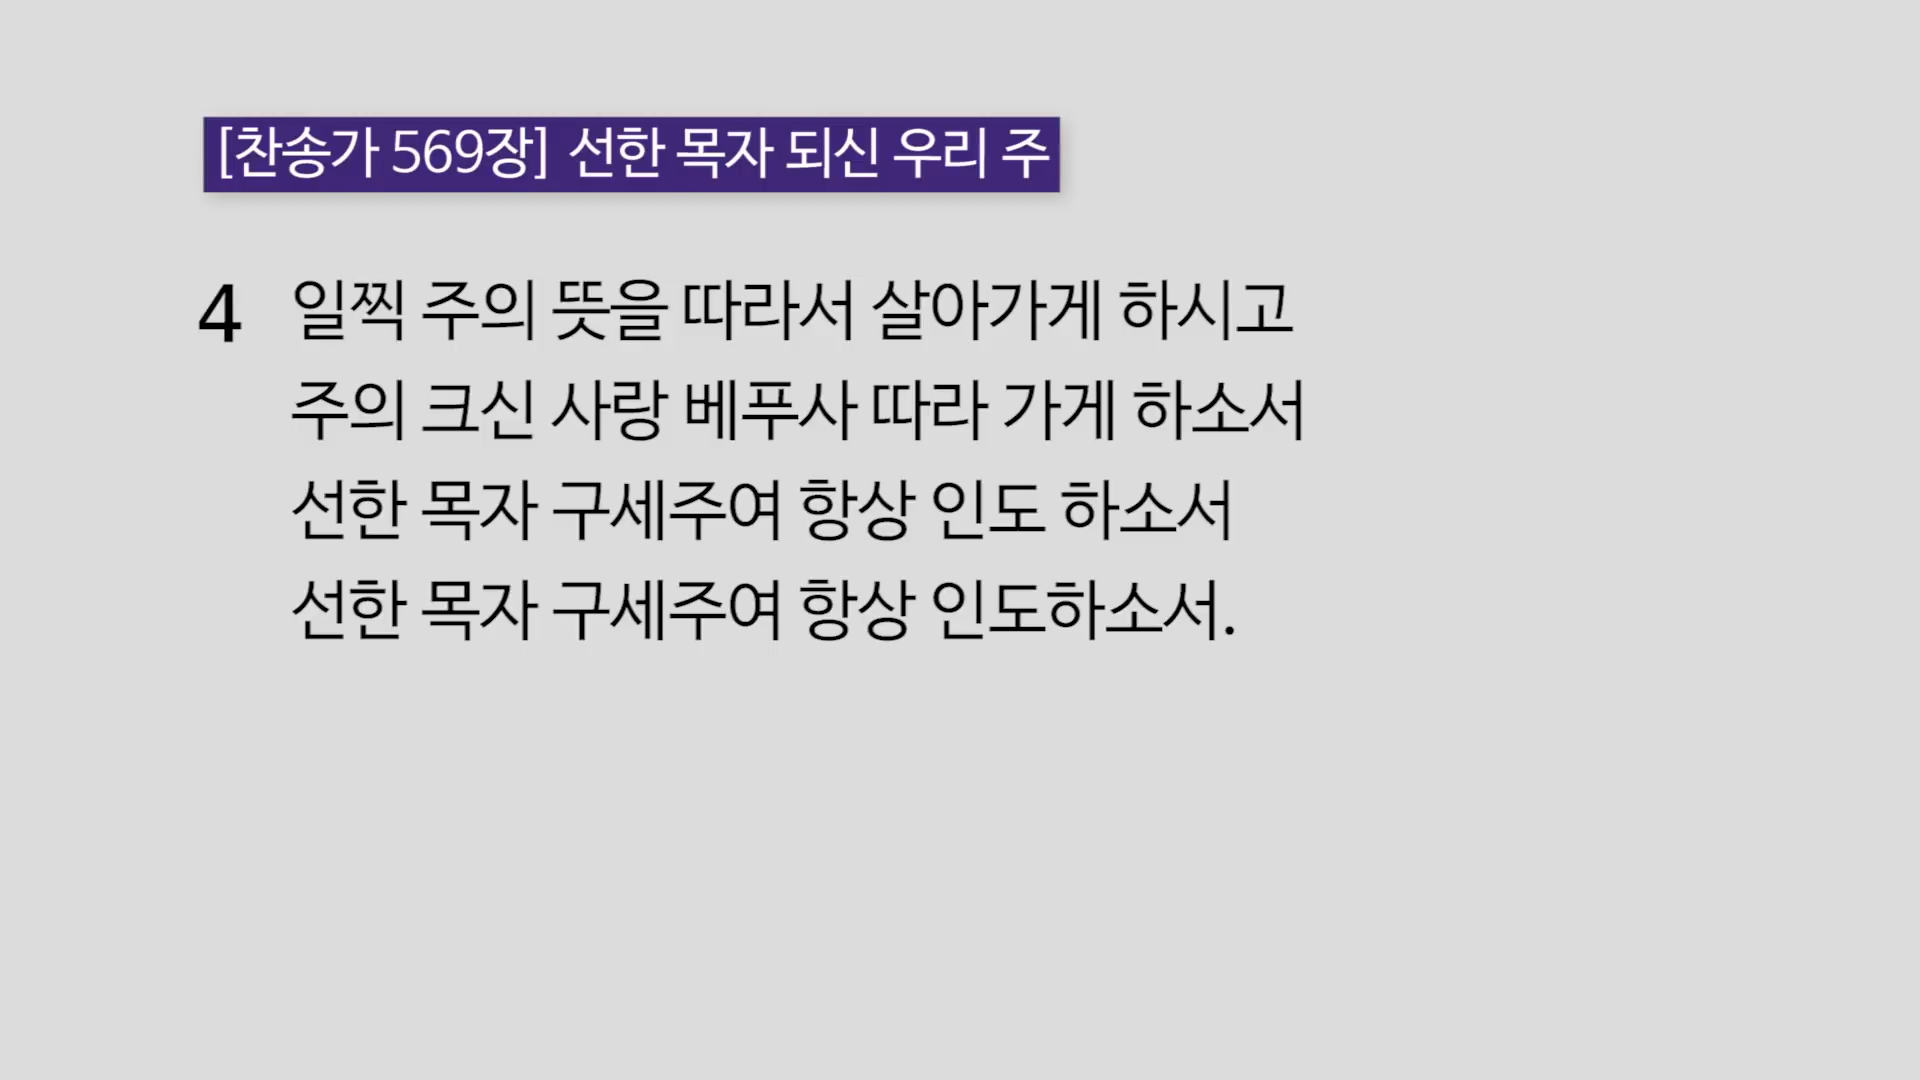 [찬송가 569장] 선한 목자 되신 우리 주
4 일찍 주의 뜻을 따라서 살아가게 하시고
주의 크신 사랑 베푸사 따라 가게 하소서
선한 목자 구세주여 항상 인도 하소서
선한 목자 구세주여 항상 인도하소서.